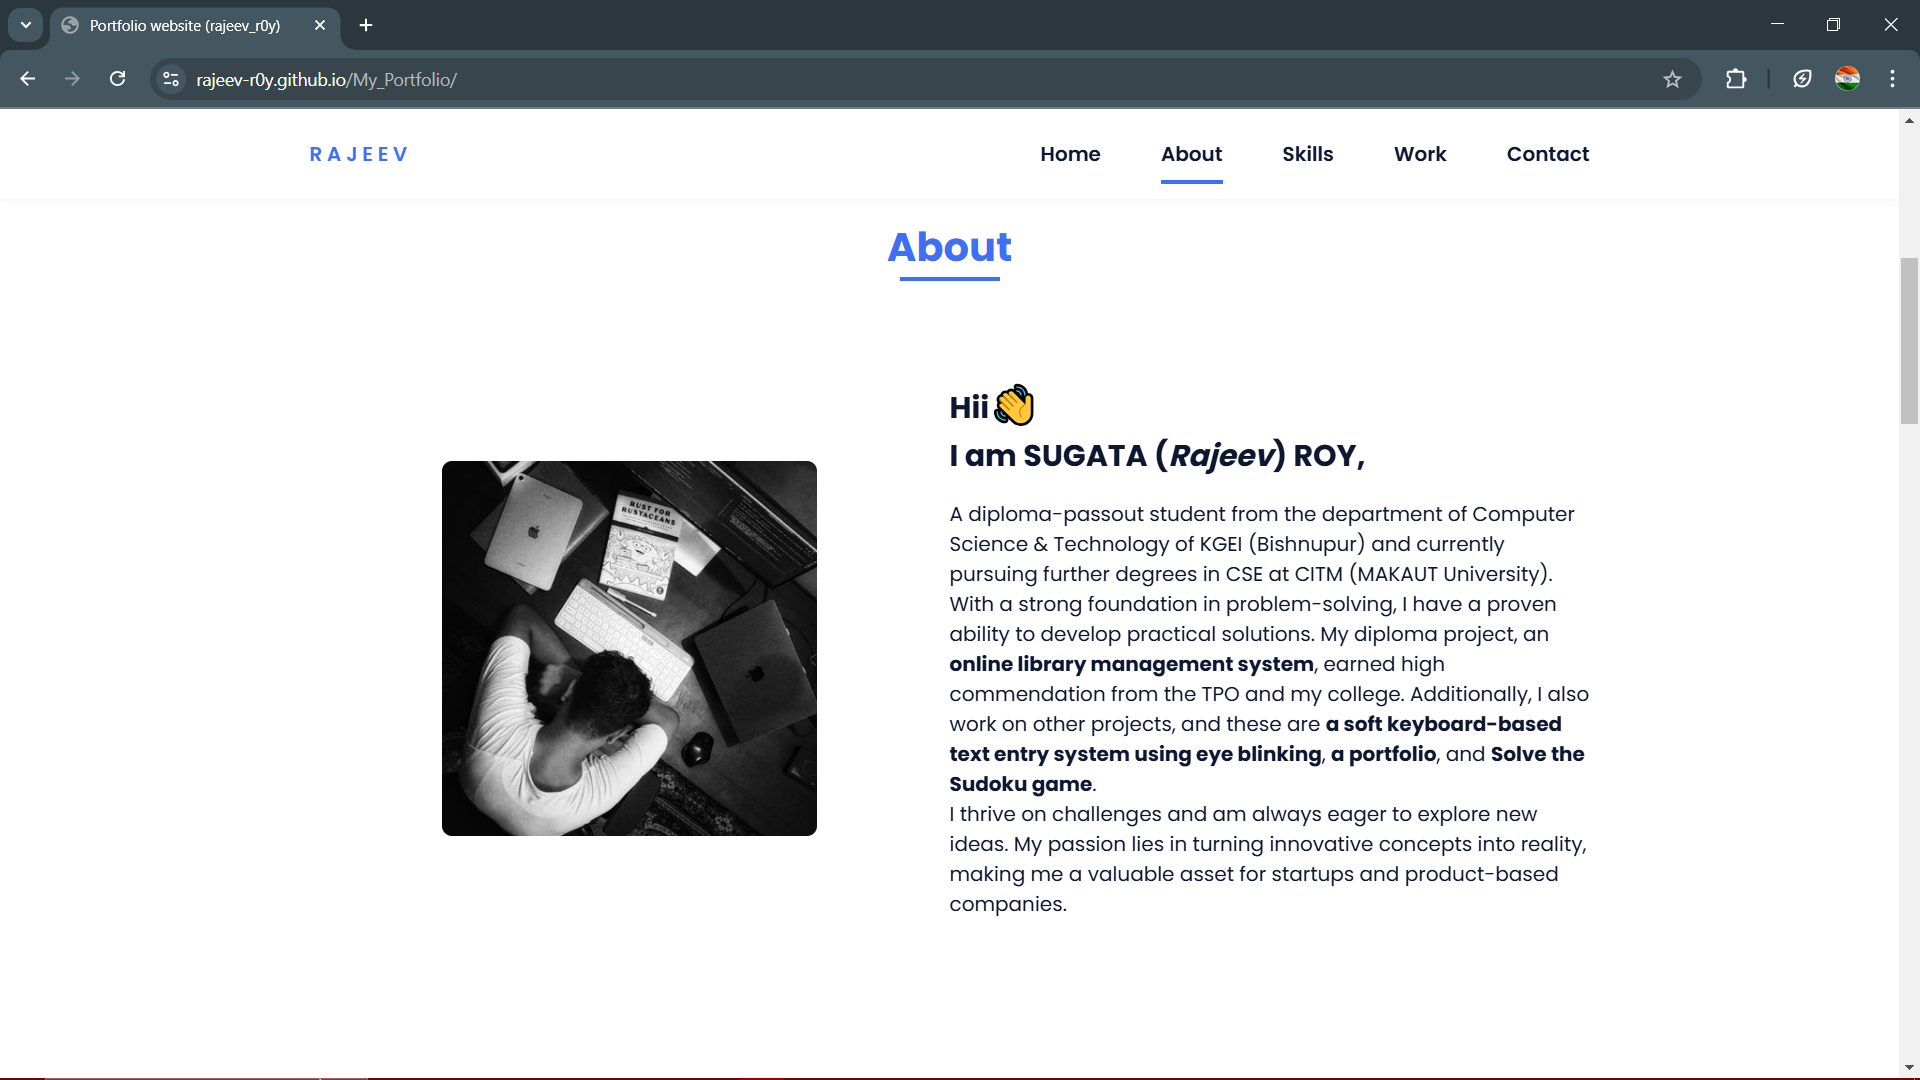 Portfolio website (rajeev_r0y)
rajeev-r0y.github.io/My_Portfolio/
RAJEEV
Home About Skills Work Contact
About
Hii
I am SUGATA (Rajeev) ROY,
A diploma-passout student from the department of Computer
Science & Technology of KGEI (Bishnupur) and currently
pursuing further degrees in CSE at CITM (MAKAUT University).
With a strong foundation in problem-solving, I have a proven
ability to develop practical solutions. My diploma project, an
online library management system, earned high
commendation from the TPO and my college. Additionally, I also
work on other projects, and these are a soft keyboard-based
text entry system using eye blinking, a portfolio, and Solve the
Sudoku game.
I thrive on challenges and am always eager to explore new
ideas. My passion lies in turning innovative concepts into reality,
making me a valuable asset for startups and product-based
companies.
RUST FOR
RUSTACEANS